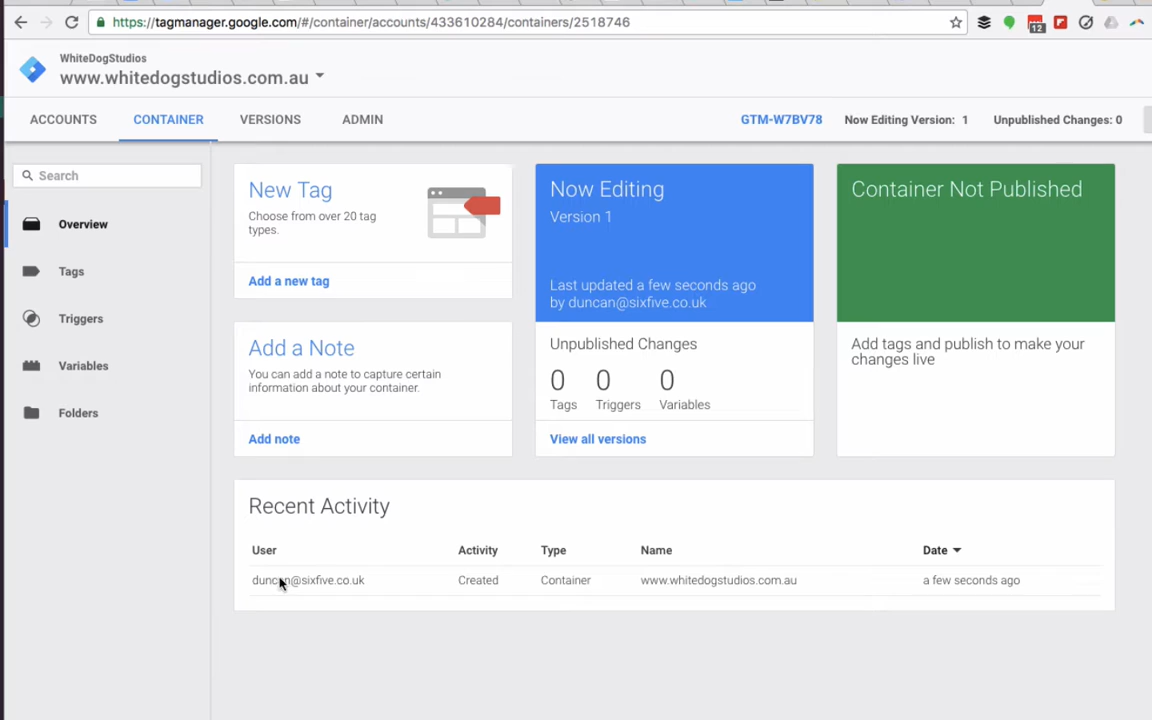 https://tagmanager.google.com/#/container/accounts/433610284/containers/2518746
12
WhiteDogStudios
www.whitedogstudios.com.au
ACCOUNTS CONTAINER VERSIONS ADMIN GTM-W7BV78 Now Editing Version: 1 Unpublished Changes: 0
Search
Overview
Tags
Triggers
Variables
Folders
New Tag
Choose from over 20 tag
types.
Add a new tag
Add a Note
You can add a note to capture certain
information about your container.
Add note
Now Editing
Version 1
Last updated a few seconds ago
by duncan@sixfive.co.uk
Unpublished Changes
0 0 0
Tags Triggers Variables
View all versions
Container Not Published
Add tags and publish to make your
changes live
Recent Activity
User Activity Type Name Date
duncan@sixfive.co.uk Created Container www.whitedogstudios.com.au a few seconds ago